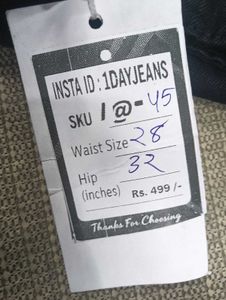 INSTA ID : 1DAYJEANS
SKU 1@-45
Waist Size 28
Hip 32
(inches) Rs. 499 /-
Thanks For Choosing